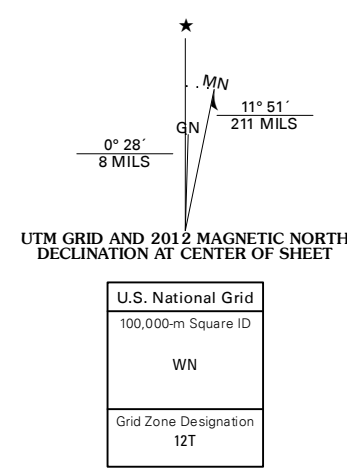 MN
GN
11° 51´
211 MILS
0° 28´
8 MILS
UTM GRID AND 2012 MAGNETIC NORTH
DECLINATION AT CENTER OF SHEET
U.S. National Grid
100,000-m Square ID
WN
Grid Zone Designation
12T